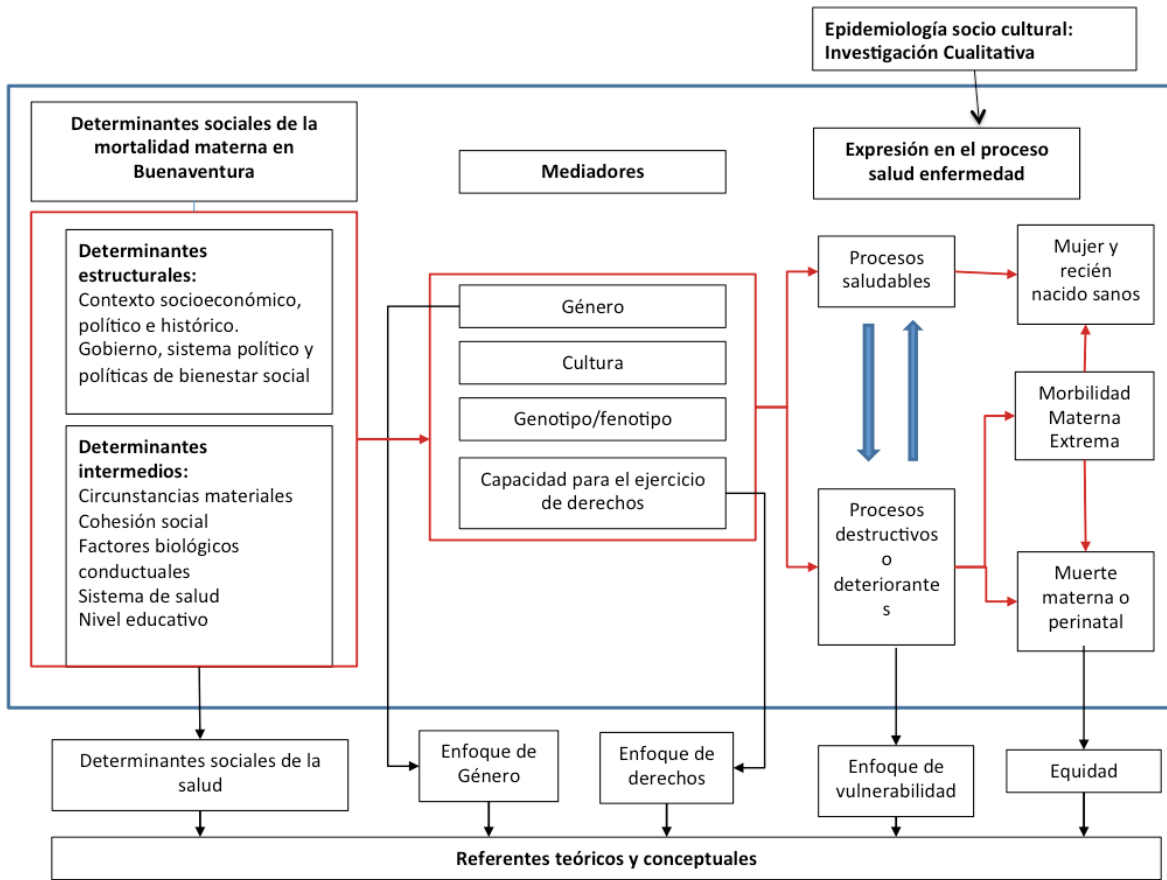 Epidemiología socio cultural:
Investigación Cualitativa
Determinantes sociales de la
mortalidad materna en
Buenaventura
Mediadores
Expresión en el proceso
salud enfermedad
Determinantes
estructurales:
Contexto socioeconómico,
político e histórico.
Gobierno, sistema político y
políticas de bienestar social
Determinantes
intermedios:
Circunstancias materiales
Cohesión social
Factores biológicos
conductuales
Sistema de salud
Nivel educativo
Género
Cultura
Genotipo/fenotipo
Capacidad para el ejercicio
de derechos
Procesos
saludables
Procesos
destructivos
o
deteriorante
s
Mujer y
recién
nacido sanos
Morbilidad
Materna
Extrema
Muerte
materna o
perinatal
Determinantes sociales de la
salud
Enfoque de
Género
Enfoque de
derechos
Enfoque de
vulnerabilidad
Equidad
Referentes teóricos y conceptuales